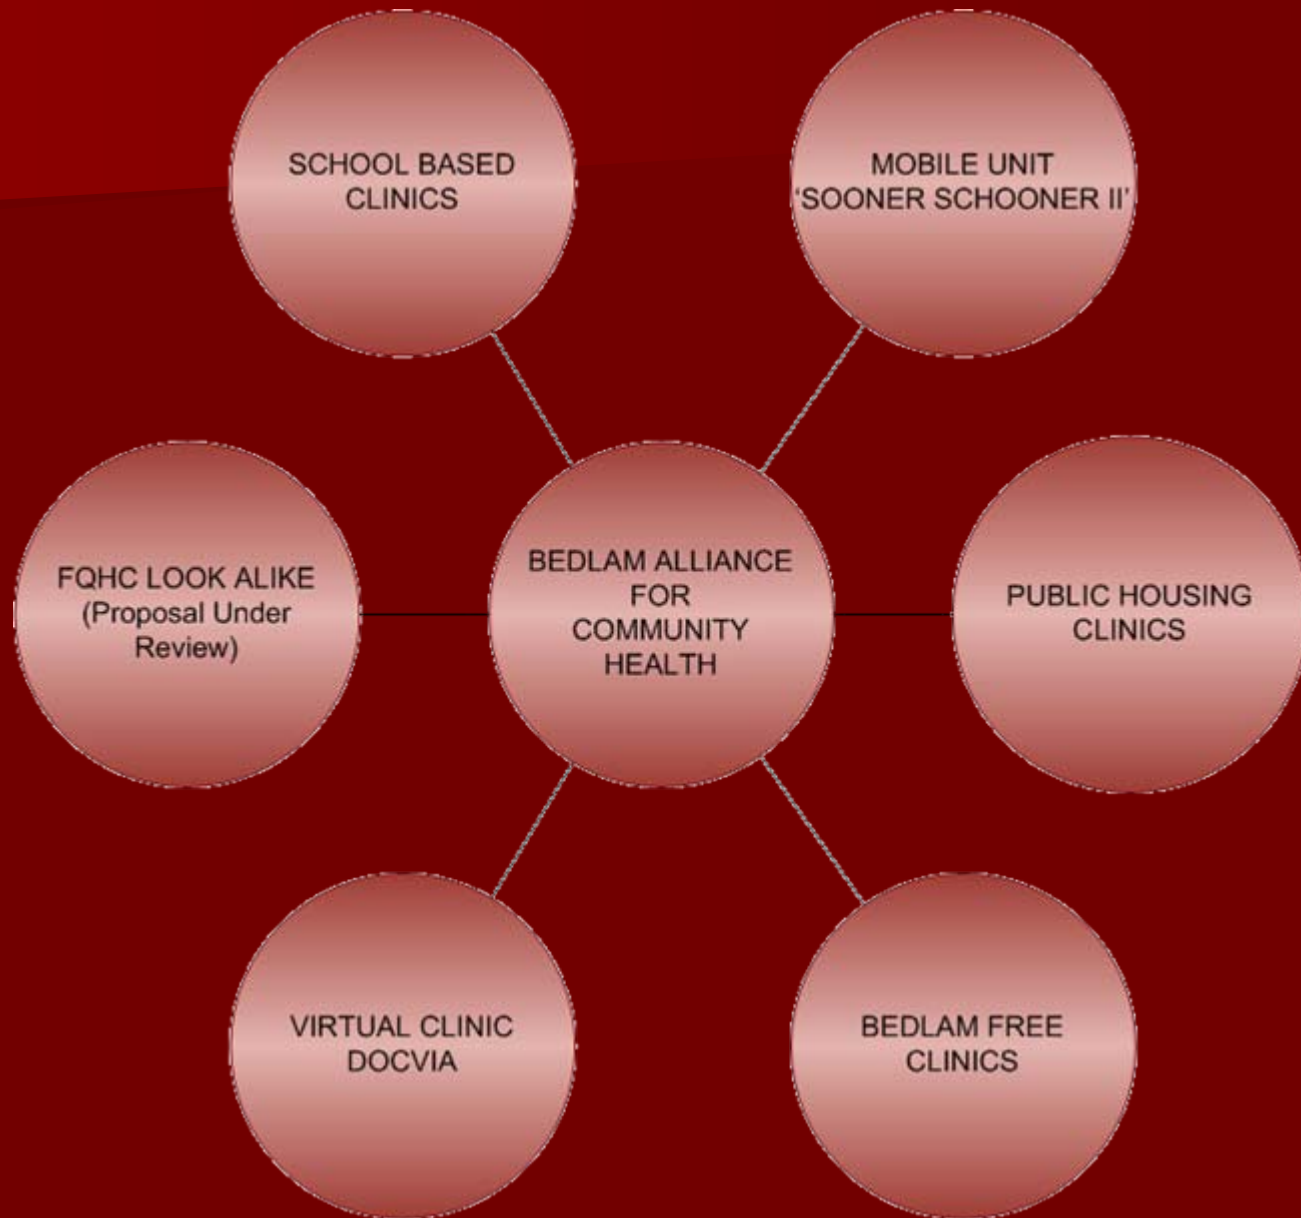 SCHOOL BASED
CLINICS
MOBILE UNIT
'SOONER SCHOONER II'
FQHC LOOK ALIKE
(Proposal Under
Review)
BEDLAM ALLIANCE
FOR
COMMUNITY
HEALTH
PUBLIC HOUSING
CLINICS
VIRTUAL CLINIC
DOCVIA
BEDLAM FREE
CLINICS